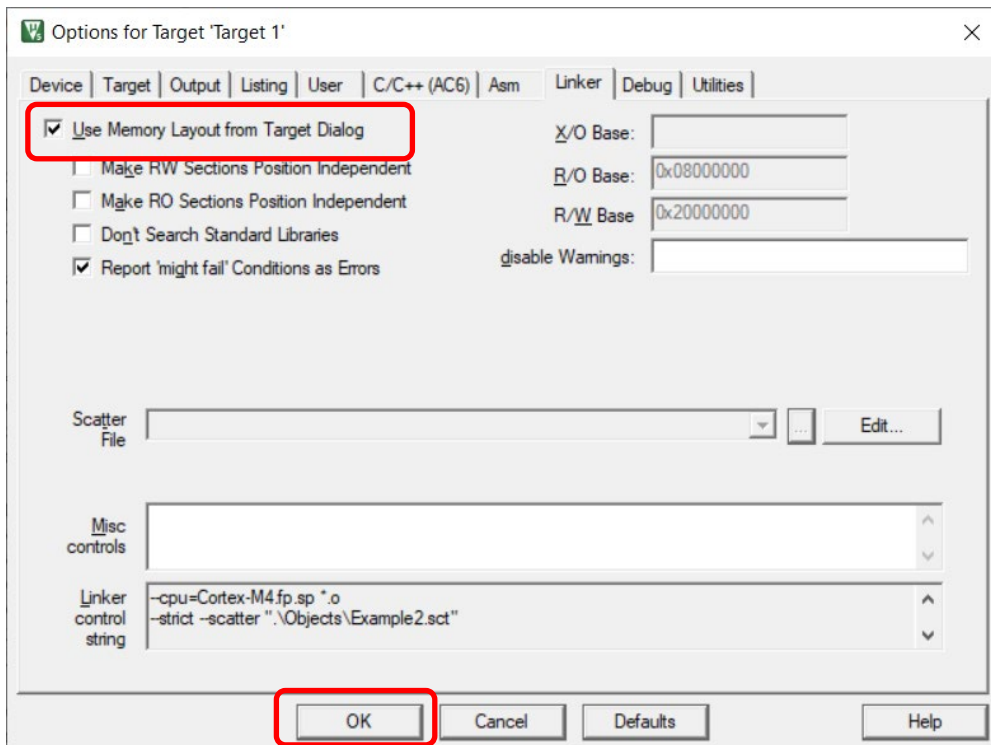 Options for Target 'Target 1'
Device Target Output Listing User C/C++ (AC6) Asm Linker Debug Utilities
Use Memory Layout from Target Dialog
Make RW Sections Position Independent
Make RO Sections Position Independent
Don't Search Standard Libraries
Report 'might fail' Conditions as Errors
X/O Base:
R/O Base: 0x08000000
R/W Base 0x20000000
disable Warnings:
Scatter
File
...
Edit...
Misc
controls
Linker
control
string
--cpu=Cortex-M4.fp.sp *.o
--strict --scatter ".\Objects\Example2.sct"
OK Cancel Defaults Help